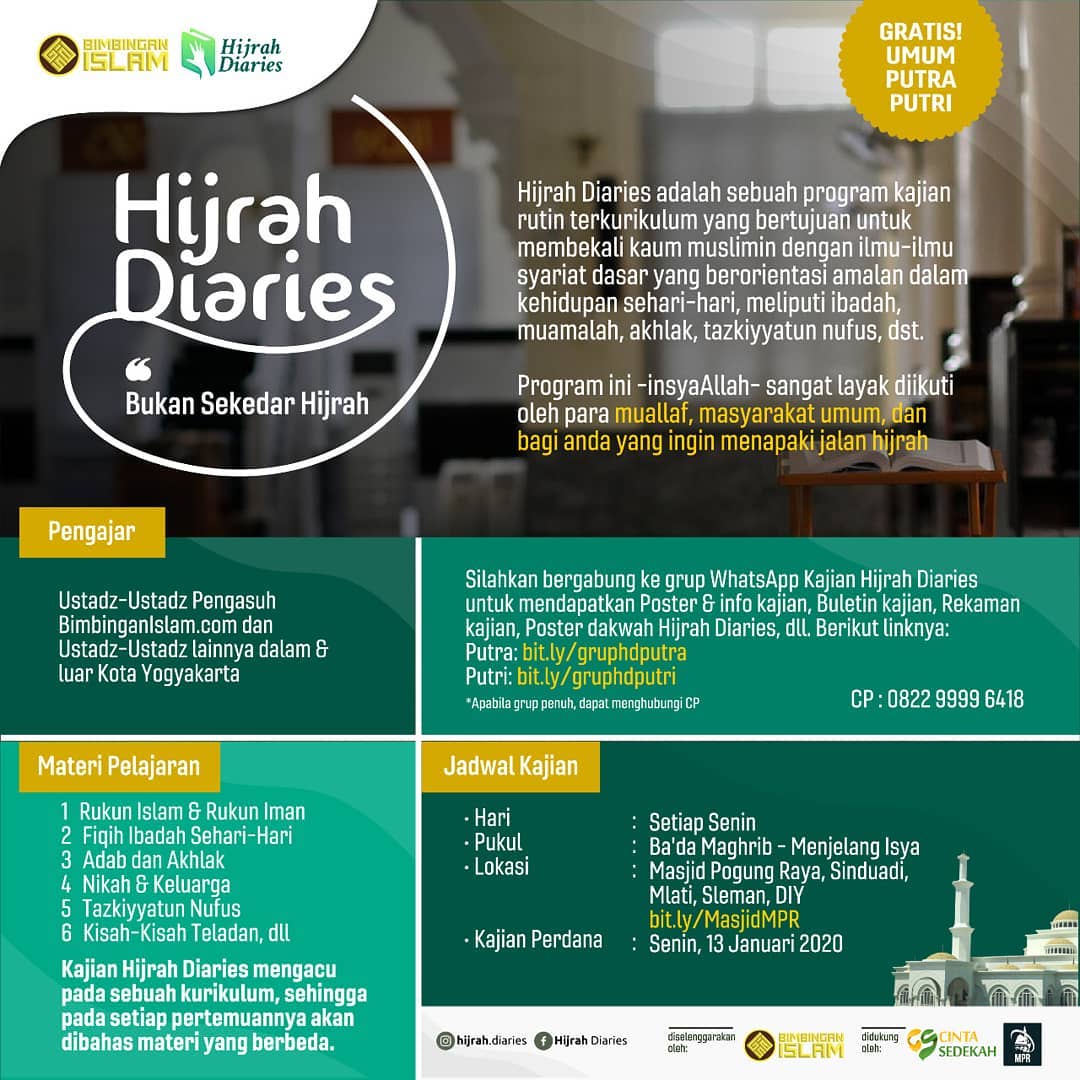 BIMBINGAN
ISLAM
Hijrah
Diaries
GRATIS!
UMUM
PUTRA
PUTRI
Hijrah
Diaries
Bukan Sekedar Hijrah
Hijrah Diaries adalah sebuah program kajian
rutin terkurikulum yang bertujuan untuk
membekali kaum muslimin dengan ilmu-ilmu
syariat dasar yang berorientasi amalan dalam
kehidupan sehari-hari, meliputi ibadah,
muamalah, akhlak, tazkiyyatun nufus, dst.
Program ini -insyaAllah- sangat layak diikuti
oleh para muallaf, masyarakat umum, dan
bagi anda yang ingin menapaki jalan hijrah
Pengajar
Ustadz-Ustadz Pengasuh
BimbinganIslam.com dan
Ustadz-Ustadz lainnya dalam &
luar Kota Yogyakarta
Silahkan bergabung ke grup WhatsApp Kajian Hijrah Diaries
untuk mendapatkan Poster & info kajian, Buletin kajian, Rekaman
kajian, Poster dakwah Hijrah Diaries, dll. Berikut linknya:
Putra: bit.ly/gruphdputra
Putri: bit.ly/gruphdputri
*Apabila grup penuh, dapat menghubungi CP
CP : 0822 9999 6418
Materi Pelajaran
1 Rukun Islam & Rukun Iman
2 Fiqih Ibadah Sehari-Hari
3 Adab dan Akhlak
4 Nikah & Keluarga
5 Tazkiyyatun Nufus
6 Kisah-Kisah Teladan, dll
Kajian Hijrah Diaries mengacu
pada sebuah kurikulum, sehingga
pada setiap pertemuannya akan
dibahas materi yang berbeda.
Jadwal Kajian
· Hari : Setiap Senin
· Pukul : Ba'da Maghrib - Menjelang Isya
· Lokasi : Masjid Pogung Raya, Sinduadi,
Mlati, Sleman, DIY
bit.ly/MasjidMPR
· Kajian Perdana : Senin, 13 Januari 2020
hijrah.diaries
Hijrah Diaries
diselenggarakan
oleh:
BIMBINGAN
ISLAM
didukung
oleh:
CINTA
SEDEKAH
MPR